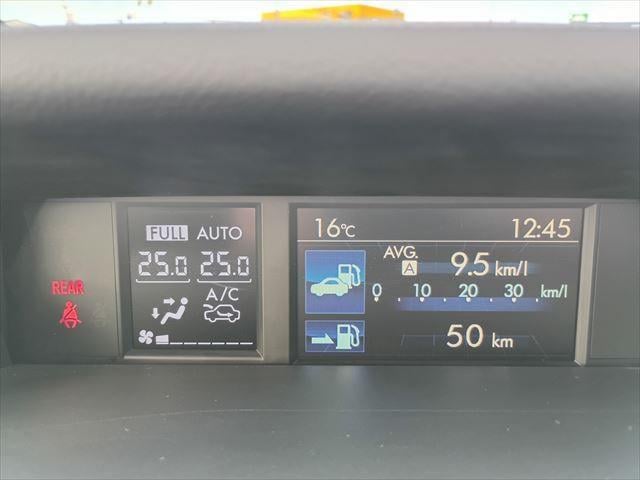 REAR
FULL AUTO
25.0 25.0
A/C
16°C 12:45
AVG.
A 9.5 km/l
0 10 20 30 km/l
50 km